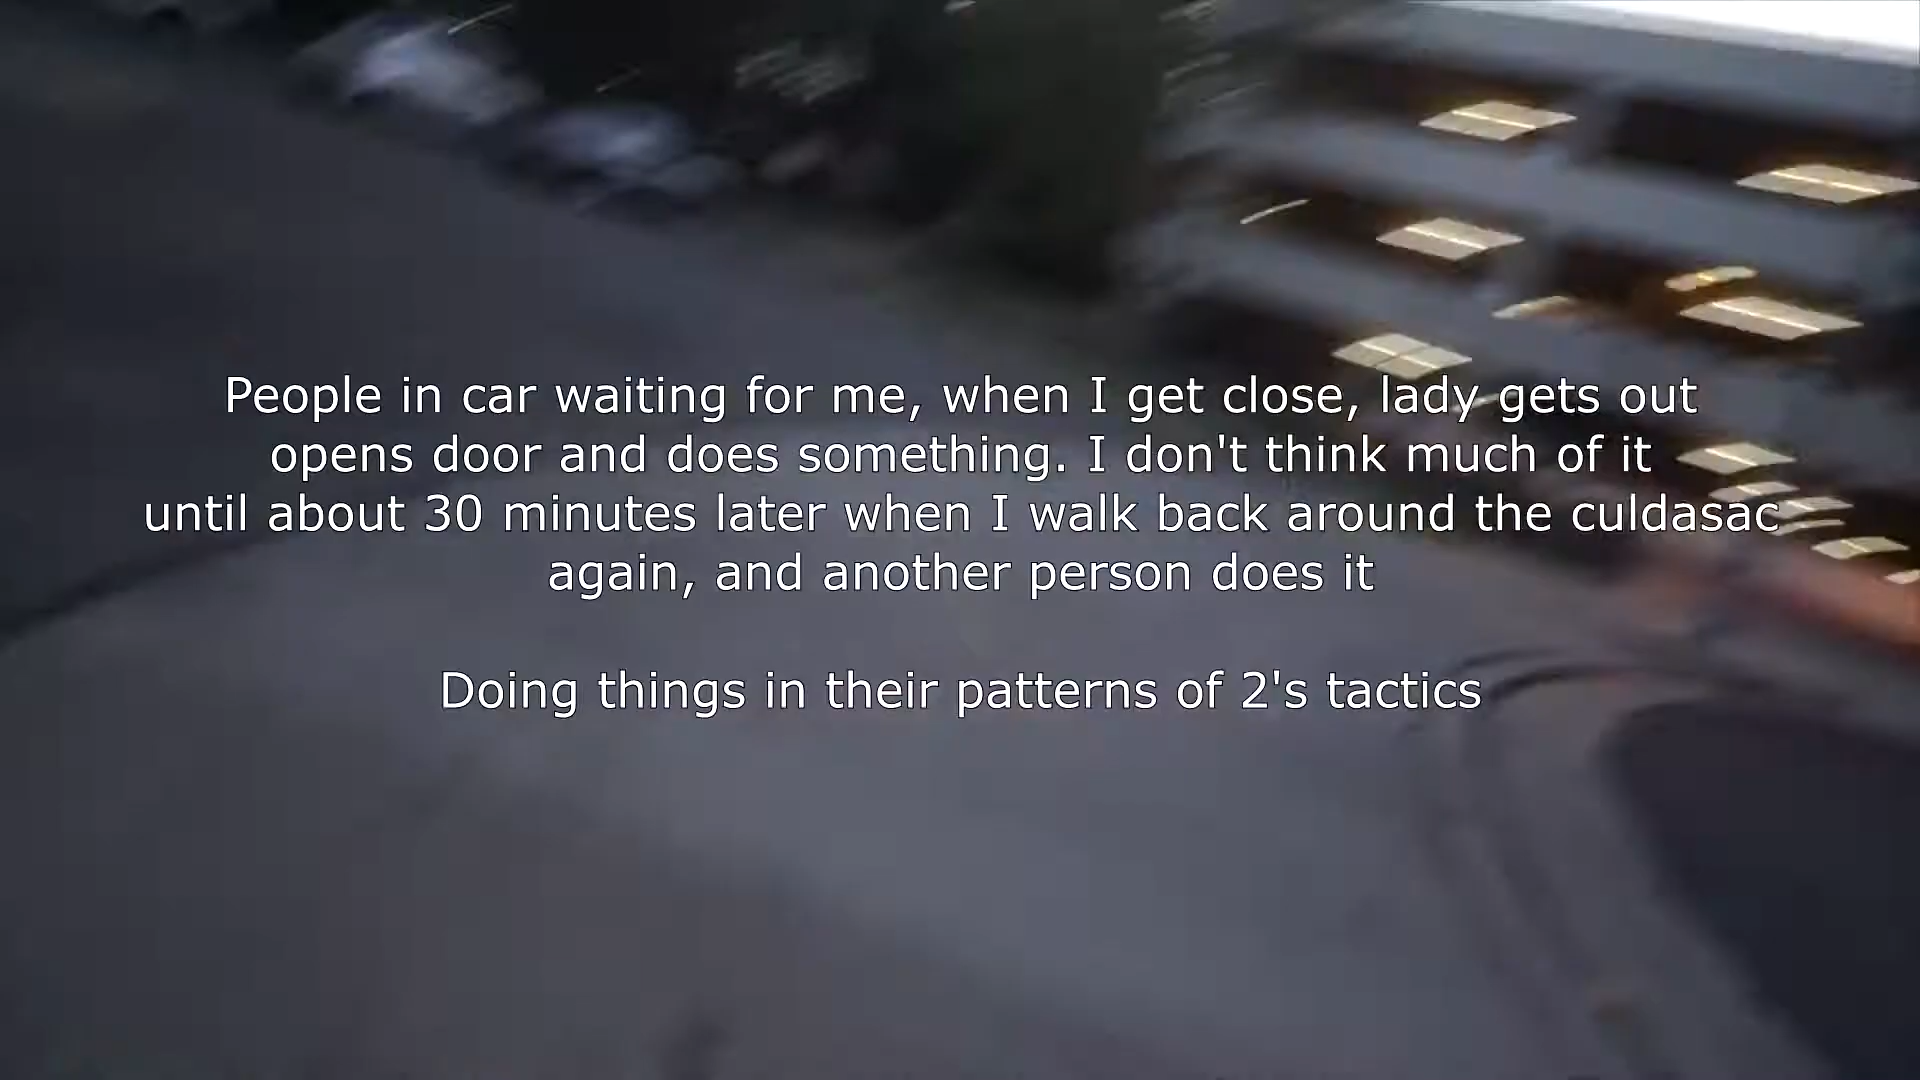 People in car waiting for me, when I get close, lady gets out
opens door and does something. I don't think much of it
until about 30 minutes later when I walk back around the culdasac
again, and another person does it
Doing things in their patterns of 2's tactics